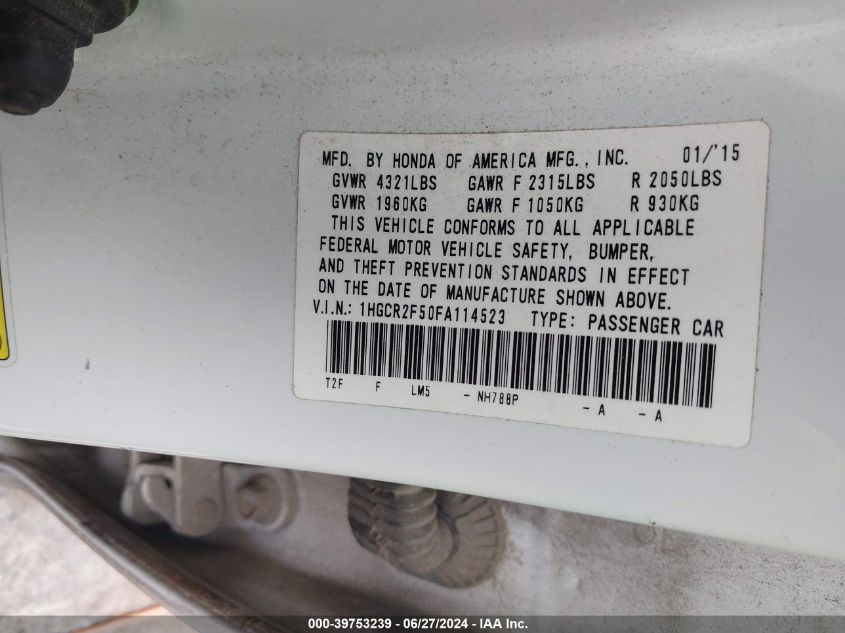 MFD. BY HONDA OF AMERICA MFG., INC. 01/'15
GVWR 4321LBS GAWR F 2315LBS R 2050LBS
GVWR 1960KG GAWR F 1050KG R 930KG
THIS VEHICLE CONFORMS TO ALL APPLICABLE
FEDERAL MOTOR VEHICLE SAFETY, BUMPER,
AND THEFT PREVENTION STANDARDS IN EFFECT
ON THE DATE OF MANUFACTURE SHOWN ABOVE.
V.I.N.: 1HGCR2F50FA114523 TYPE: PASSENGER CAR
T2F F LM5 - NH788P - A - A
000-39753239 / 06/27/2024 / IAA Inc.